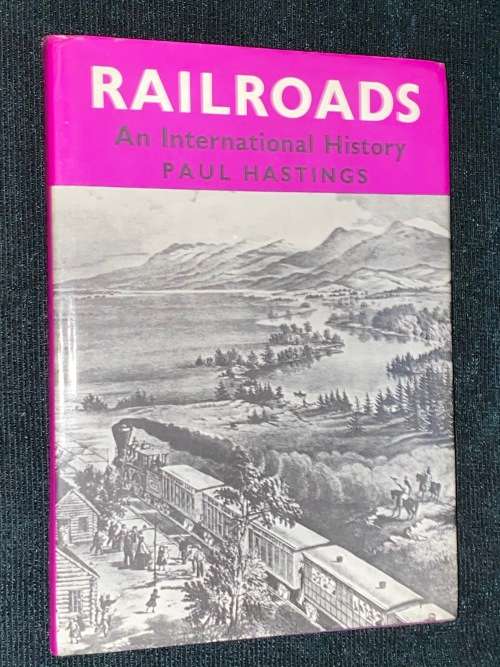 RAILROADS
An International History
PAUL HASTINGS